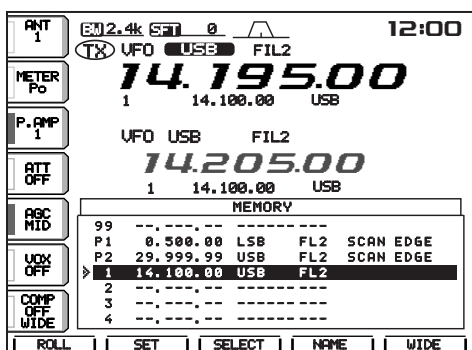 ANT 1
BW 2.4k SFT 0 12:00
TX VFO USB FIL2
METER Po
14.195.00
1 14.100.00 USB
P.AMP 1
VFO USB FIL2
ATT OFF
14.205.00
1 14.100.00 USB
AGC MID
MEMORY
99 --.---.-- ------ ---
P1 0.500.00 LSB FL2 SCAN EDGE
P2 29.999.99 USB FL2 SCAN EDGE
VOX OFF
1 14.100.00 USB FL2
2 --.---.-- ------ ---
3 --.---.-- ------ ---
4 --.---.-- ------ ---
COMP OFF WIDE
ROLL SET SELECT NAME WIDE